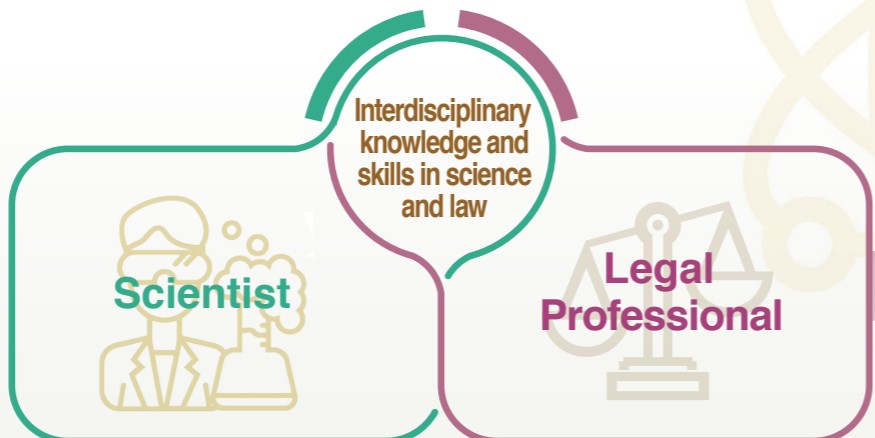 Interdisciplinary
knowledge and
skills in science
and law
Scientist
Legal
Professional